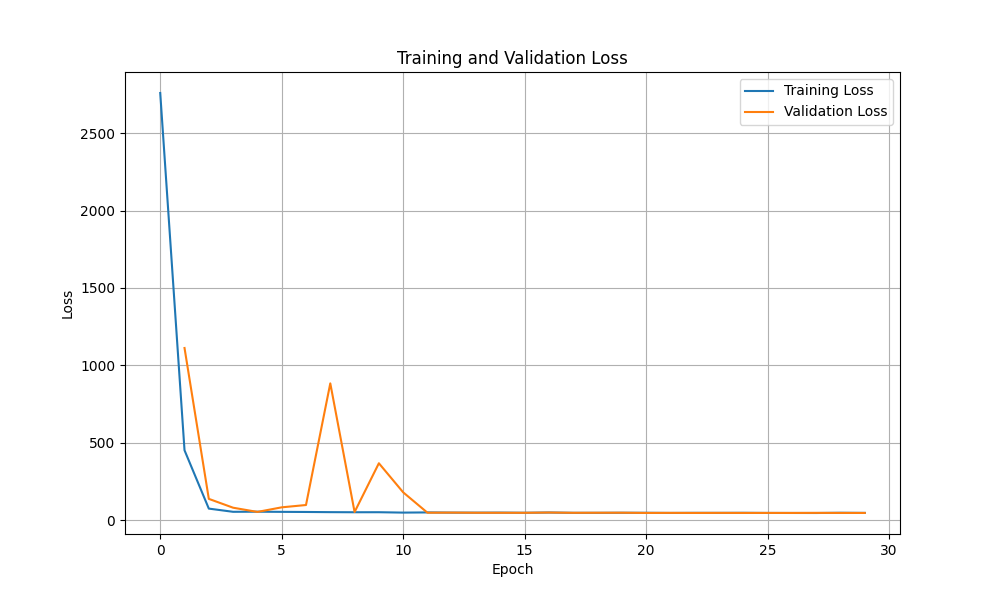 Training and Validation Loss
Training Loss
Validation Loss
2500
2000
1500
1000
500
0
Loss
0 5 10 15 20 25 30
Epoch